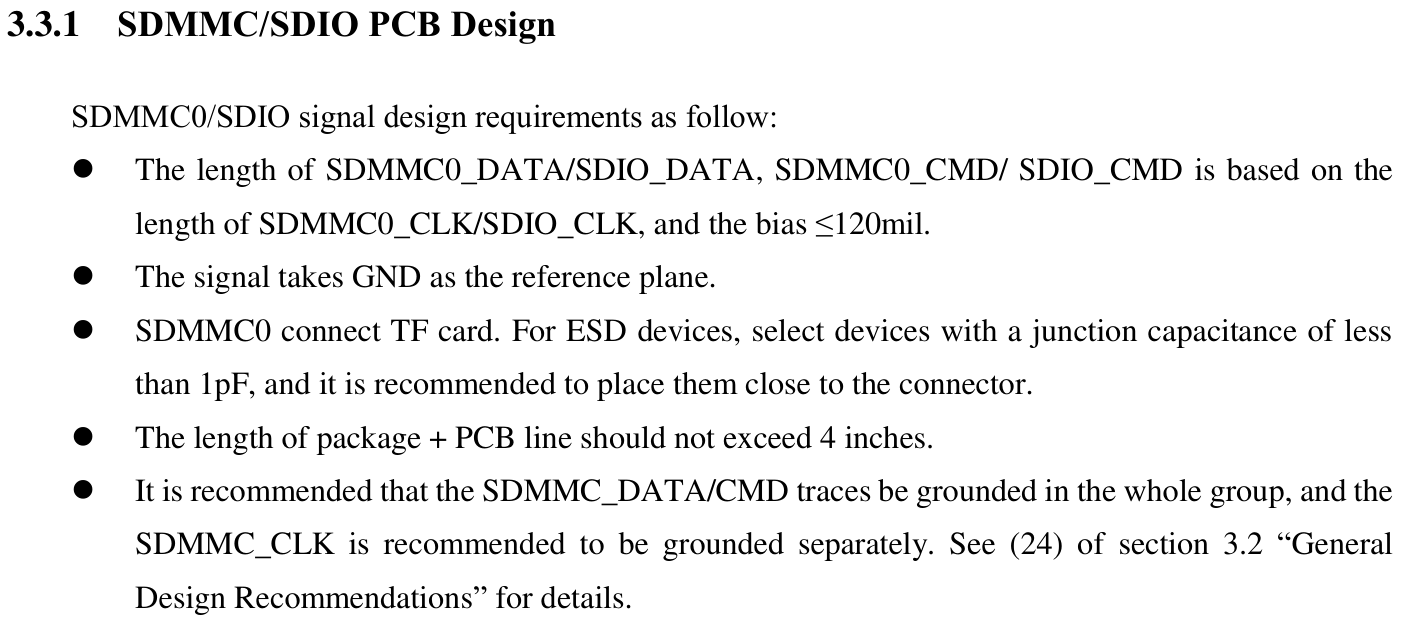 3.3.1 SDMMC/SDIO PCB Design
SDMMC0/SDIO signal design requirements as follow:
● The length of SDMMC0_DATA/SDIO_DATA, SDMMC0_CMD/ SDIO_CMD is based on the
length of SDMMC0_CLK/SDIO_CLK, and the bias ≤120mil.
● The signal takes GND as the reference plane.
● SDMMC0 connect TF card. For ESD devices, select devices with a junction capacitance of less
than 1pF, and it is recommended to place them close to the connector.
● The length of package + PCB line should not exceed 4 inches.
● It is recommended that the SDMMC_DATA/CMD traces be grounded in the whole group, and the
SDMMC_CLK is recommended to be grounded separately. See (24) of section 3.2 “General
Design Recommendations” for details.